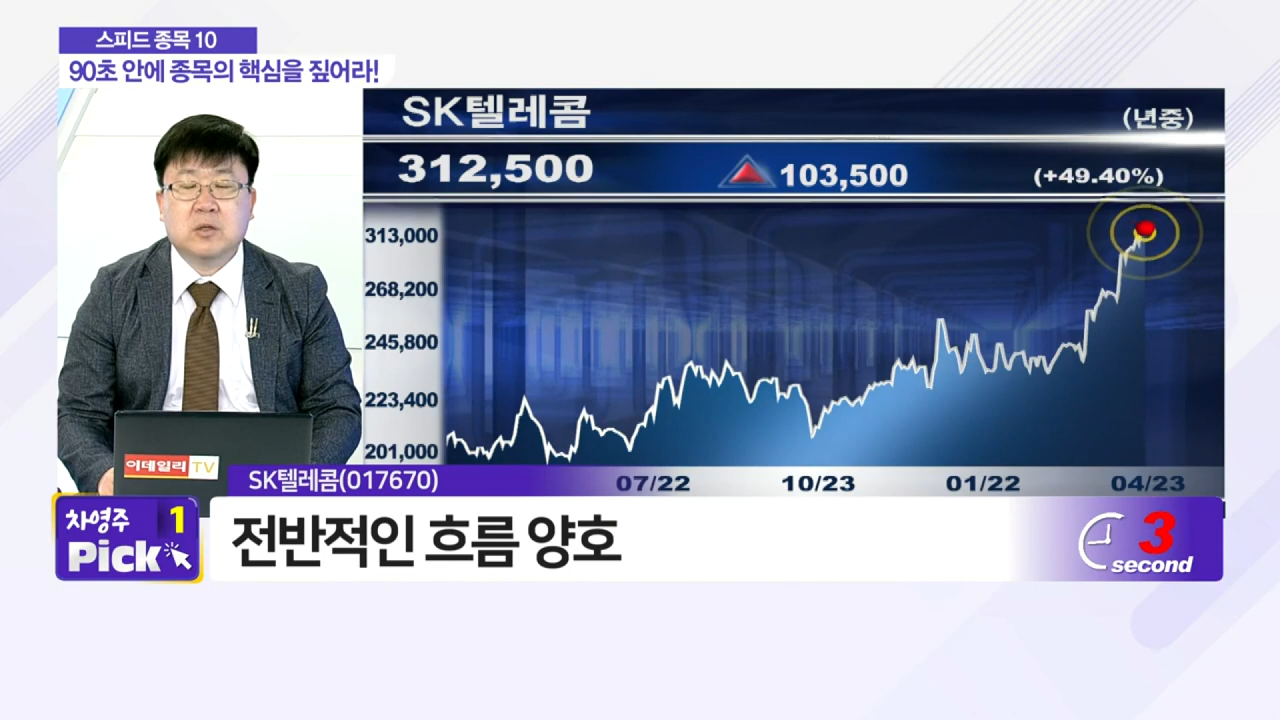 스피드 종목 10
90초 안에 종목의 핵심을 짚어라!
SK텔레콤
(년중)
312,500
103,500
(+49.40%)
313,000
268,200
245,800
223,400
201,000
07/22
10/23
01/22
04/23
이데일리 TV
SK텔레콤(017670)
차영주 1
Pick
전반적인 흐름 양호
3
second